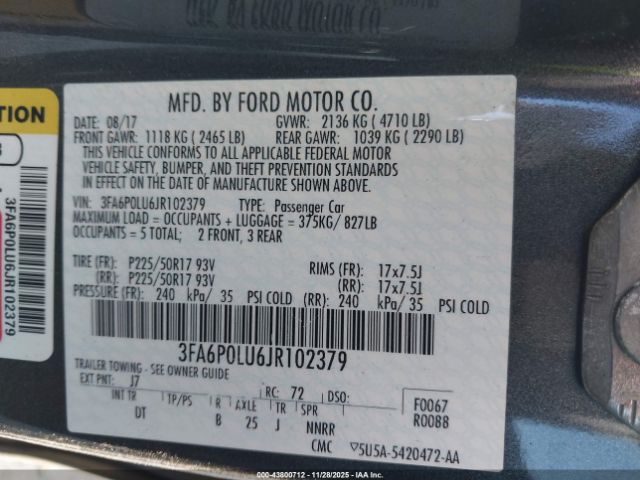 MFD. BY FORD MOTOR CO.
DATE: 08/17 GVWR: 2136 KG ( 4710 LB)
FRONT GAWR: 1118 KG ( 2465 LB) REAR GAWR: 1039 KG ( 2290 LB)
THIS VEHICLE CONFORMS TO ALL APPLICABLE FEDERAL MOTOR
VEHICLE SAFETY, BUMPER, AND THEFT PREVENTION STANDARDS
IN EFFECT ON THE DATE OF MANUFACTURE SHOWN ABOVE.
VIN: 3FA6P0LU6JR102379 TYPE: Passenger Car
MAXIMUM LOAD = OCCUPANTS + LUGGAGE = 375KG/ 827LB
OCCUPANTS = 5 TOTAL; 2 FRONT, 3 REAR
TIRE (FR): P225/50R17 93V RIMS (FR): 17x7.5J
(RR): P225/50R17 93V (RR): 17x7.5J
PRESSURE (FR): 240 kPa/ 35 PSI COLD (RR): 240 kPa/ 35 PSI COLD
3FA6P0LU6JR102379
TRAILER TOWING - SEE OWNER GUIDE
EXT PNT: J7 RC: 72 DSO:
INT TR TP/PS R AXLE TR SPR
DT B 25 J NNRR
F0067
R0088
CMC 5U5A-5420472-AA
TION
3FA6P0LU6JR102379
000-43800712 - 11/28/2025 - IAAI.COM